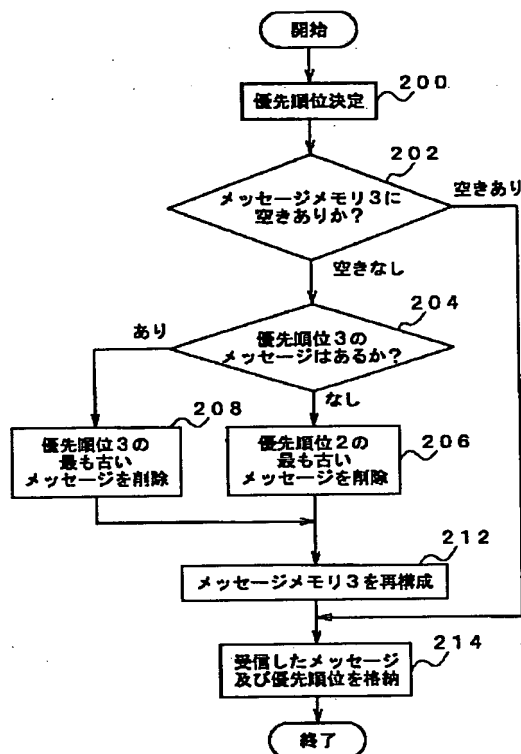 開始
200
優先順位決定
202
メッセージメモリ3に
空きありか?
空きあり
空きなし
204
あり
優先順位3の
メッセージはあるか?
なし
208
優先順位3の
最も古い
メッセージを削除
206
優先順位2の
最も古い
メッセージを削除
212
メッセージメモリ3を再構成
214
受信したメッセージ
及び優先順位を格納
終了